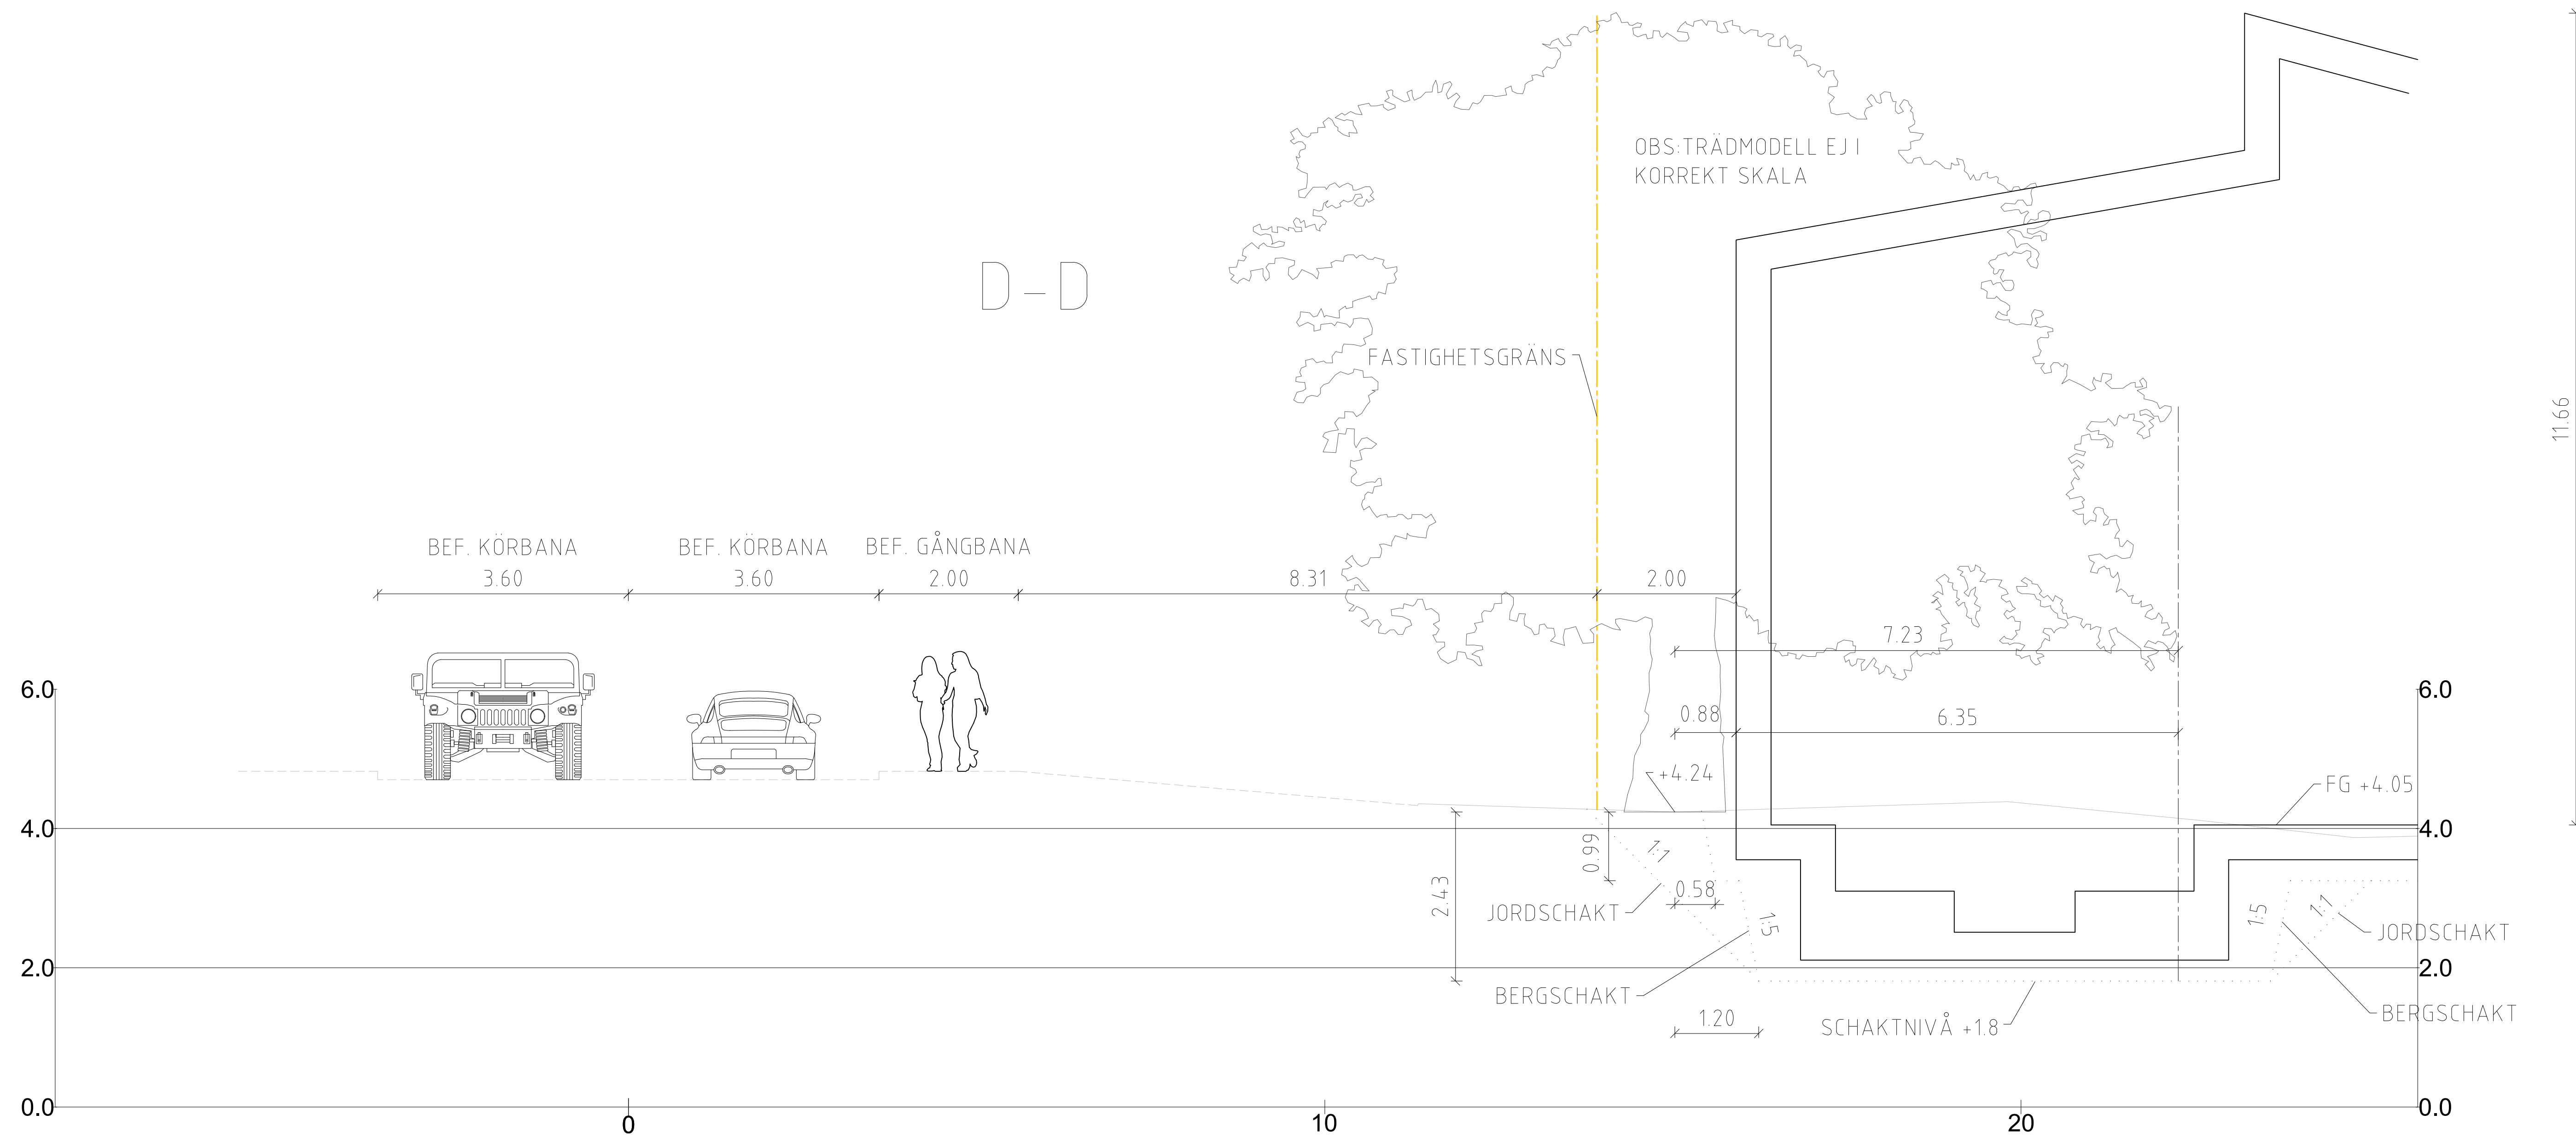 OBS:TRÄDMODELL EJ I
KORREKT SKALA
D-D
FASTIGHETSGRÄNS
11.66
BEF. KÖRBANA
3.60
BEF. KÖRBANA
3.60
BEF. GÅNGBANA
2.00
8.31
2.00
7.23
0.88
6.35
6.0
6.0
+4.24
FG +4.05
4.0
4.0
0.99
1:1
2.43
0.58
JORDSCHAKT
1:5
1:5
1:1
JORDSCHAKT
2.0
2.0
BERGSCHAKT
BERGSCHAKT
1.20
SCHAKTNIVÅ +1.8
0.0
0.0
0
10
20